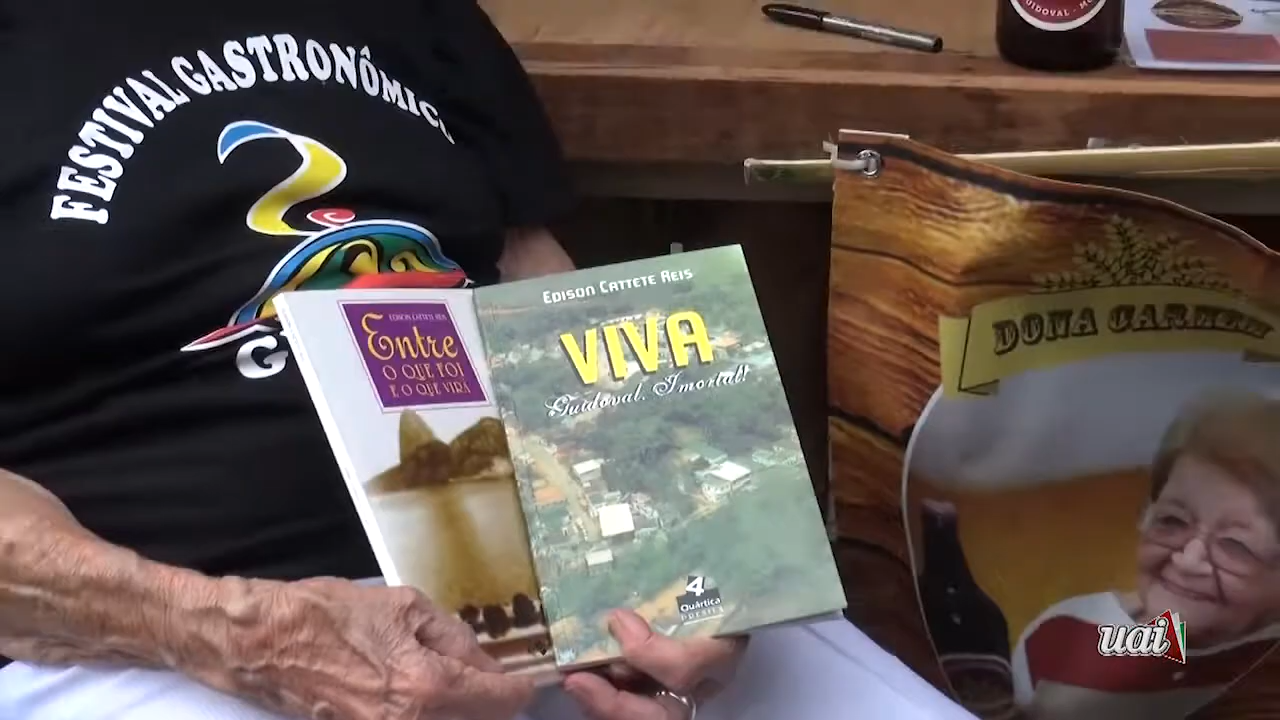 FESTIVAL GASTRONÔMICO
G
EDISON CATTETE REIS
Entre
O QUE FOI
E O QUE VIRÁ
EDISON CATTETE REIS
VIVA
Guidoval. Imortal!
4
Quártica
DONA
UIDOVAL - M
uai